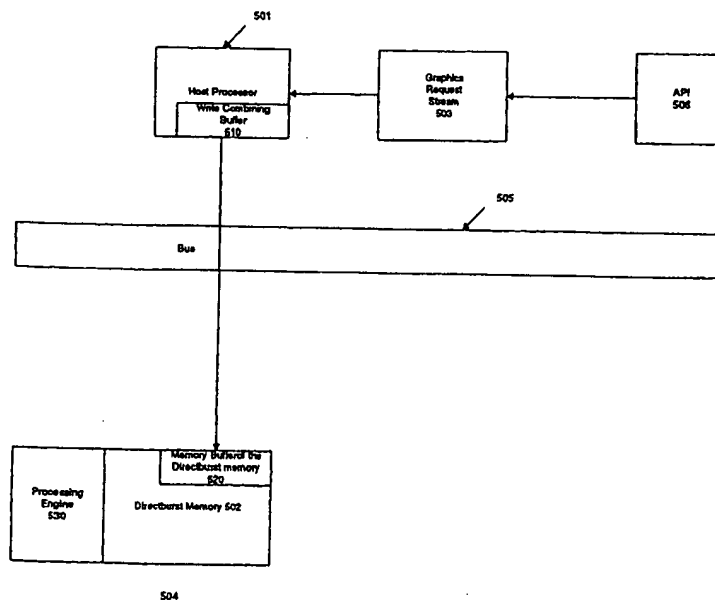 501
Host Processor
Write Combining
Buffer
510
Graphics
Request
Stream
503
API
506
505
Bus
Memory Buffer of the
Directburst memory
520
Processing
Engine
530
Directburst Memory 502
504